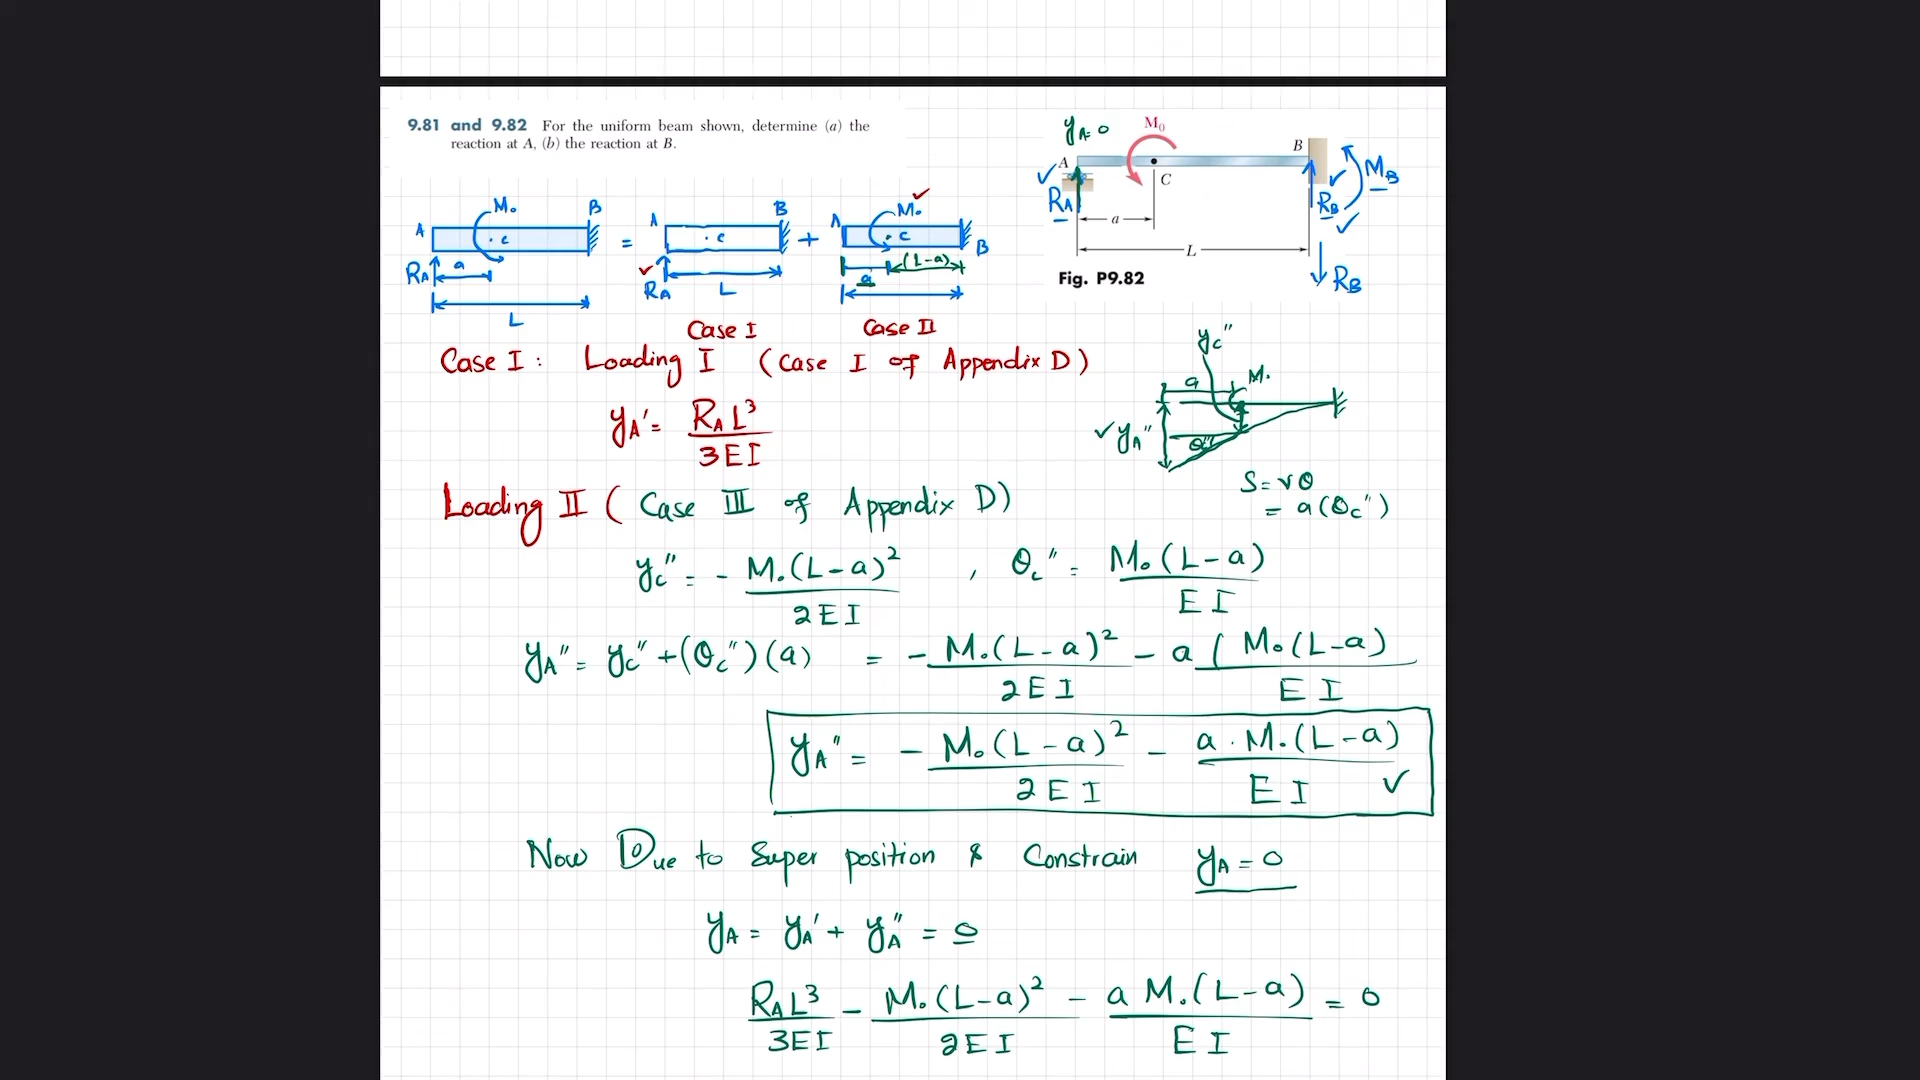 9.81 and 9.82 For the uniform beam shown, determine (a) the
reaction at A, (b) the reaction at B.
yA=0
M0
A
B
C
RA
RB
MB
a
L
RB
Fig. P9.82
A
M₀
B
c
RA
a
L
=
A
B
c
RA
L
+
A
M₀
c
B
a
(L-a)
Case I
Case II
Case I : Loading I (Case I of Appendix D)
yA' = RA L³ / 3EI
yc"
a
M₀
yA"
θc"
S = rθ
= a(θc")
Loading II ( Case III of Appendix D)
yc" = - M₀(L-a)² / 2EI , θc" = M₀(L-a) / EI
yA" = yc" + (θc")(a) = - M₀(L-a)² / 2EI - a ( M₀(L-a) / EI
yA" = - M₀(L-a)² / 2EI - a . M₀(L-a) / EI
Now Due to Super position & Constrain yA = 0
yA = yA' + yA" = 0
RA L³ / 3EI - M₀(L-a)² / 2EI - a M₀(L-a) / EI = 0